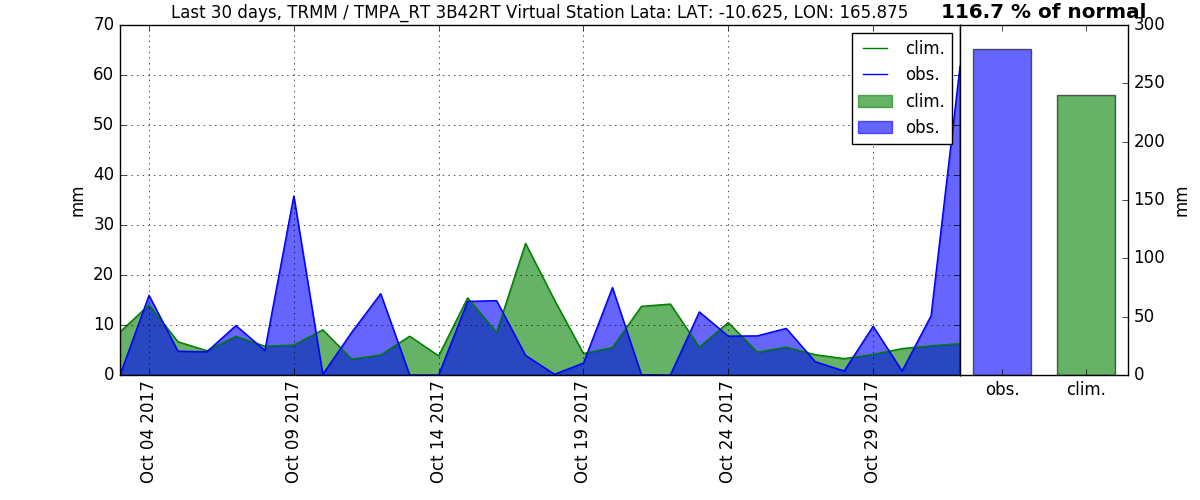 Last 30 days, TRMM / TMPA_RT 3B42RT Virtual Station Lata: LAT: -10.625, LON: 165.875
116.7 % of normal
70
60
50
40
30
20
10
0
mm
clim.
obs.
clim.
obs.
300
250
200
150
100
50
0
mm
obs.
clim.
Oct 04 2017
Oct 09 2017
Oct 14 2017
Oct 19 2017
Oct 24 2017
Oct 29 2017